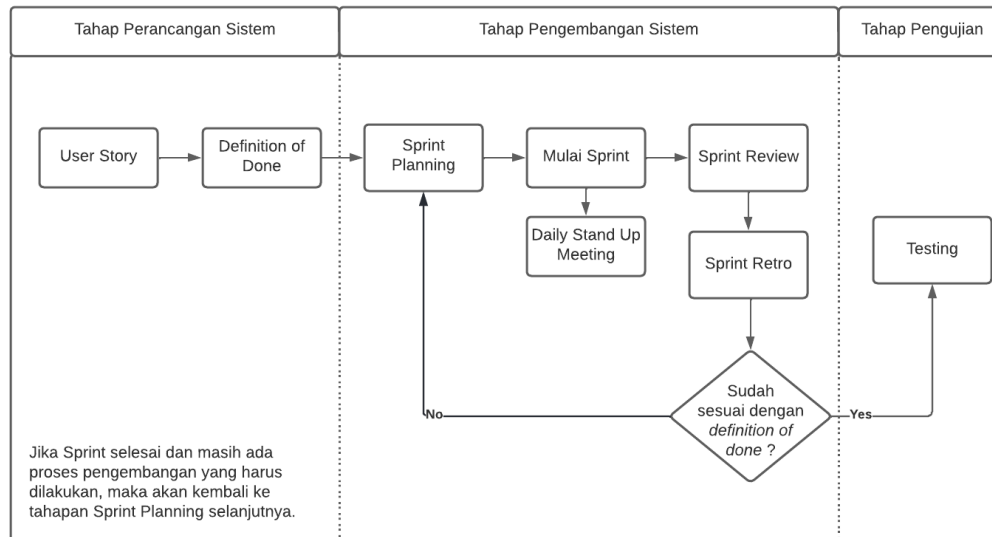 Tahap Perancangan Sistem
Tahap Pengembangan Sistem
Tahap Pengujian
User Story
Definition of
Done
Sprint
Planning
Mulai Sprint
Sprint Review
Daily Stand Up
Meeting
Sprint Retro
Testing
Sudah
sesuai dengan
definition of
done ?
No
Yes
Jika Sprint selesai dan masih ada
proses pengembangan yang harus
dilakukan, maka akan kembali ke
tahapan Sprint Planning selanjutnya.